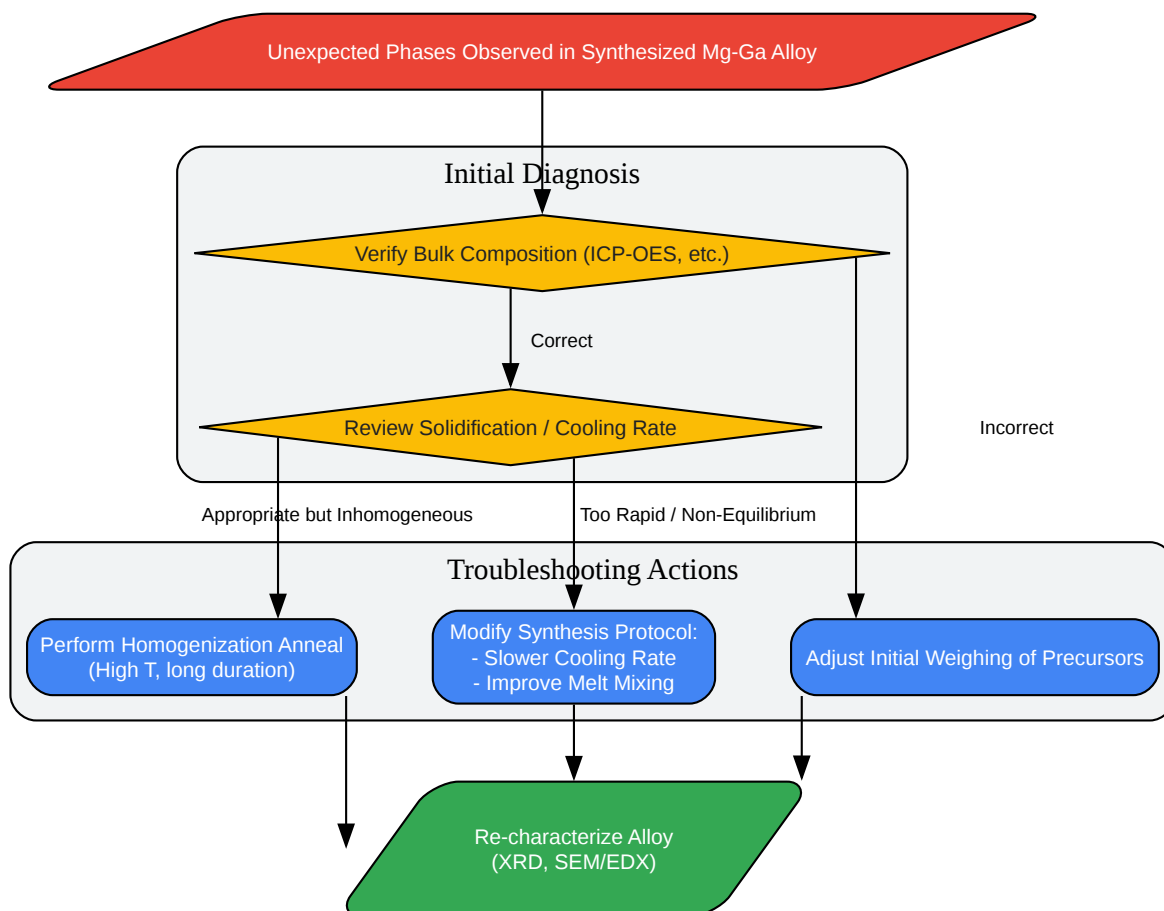 Unexpected Phases Observed in Synthesized Mg-Ga Alloy
Initial Diagnosis
Verify Bulk Composition (ICP-OES, etc.)
Correct
Review Solidification / Cooling Rate
Incorrect
Appropriate but Inhomogeneous
Too Rapid / Non-Equilibrium
Troubleshooting Actions
Perform Homogenization Anneal
(High T, long duration)
Modify Synthesis Protocol:
- Slower Cooling Rate
- Improve Melt Mixing
Adjust Initial Weighing of Precursors
Re-characterize Alloy
(XRD, SEM/EDX)